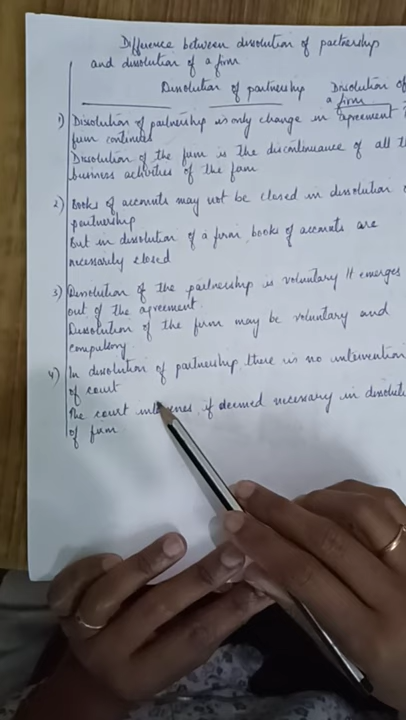 Difference between dissolution of partnership
and dissolution of a firm
Dissolution of partnership Dissolution of
a firm
1) Dissolution of partnership is only change in agreement
firm continues
Dissolution of the firm is the discontinuance of all
business activities of the firm
2) Books of accounts may not be closed in dissolution
partnership
But in dissolution of a firm books of accounts are
necessarily closed
3) Dissolution of the partnership is voluntary It emerges
out of the agreement
Dissolution of the firm may be voluntary and
compulsory
4) In dissolution of partnership there is no intervention
of court
The court intervenes, if deemed necessary in
of firm